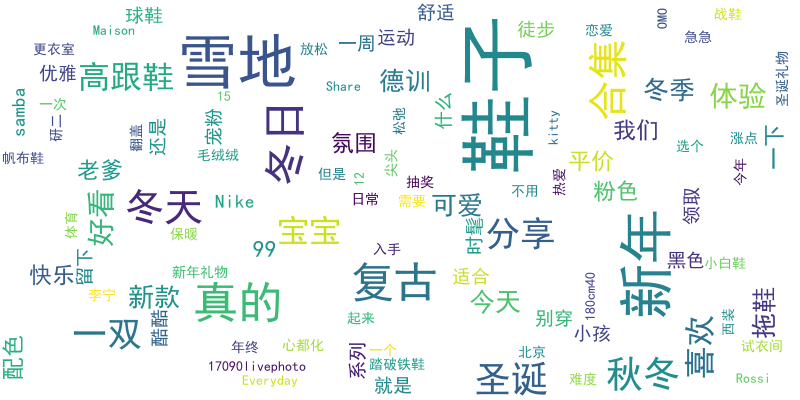 球鞋
舒适
徒步
恋爱
OMO
战鞋
Maison
更衣室
雪地
放松
一周
运动
鞋子
合集
急急
优雅
高跟鞋
德训
冬季
体验
圣诞礼物
samba
一次
15
Share
什么
研二
翻盖
还是
宠粉
冬日
氛围
松弛
kitty
我们
涨点
一下
帆布鞋
毛绒绒
尖头
选个
老爹
但是
12
抽奖
不用
热爱
平价
今年
好看
冬天
Nike
日常
需要
可爱
粉色
领取
体育
保暖
宝宝
时髦
分享
新年
99
入手
黑色
小白鞋
快乐
留下
新年礼物
复古
适合
180cm40
李宁
新款
真的
今天
别穿
拖鞋
一双
酷酷
起来
小孩
喜欢
西装
配色
年终
心都化
系列
一个
北京
试衣间
17090livephoto
踏破铁鞋
圣诞
秋冬
Everyday
就是
难度
Rossi